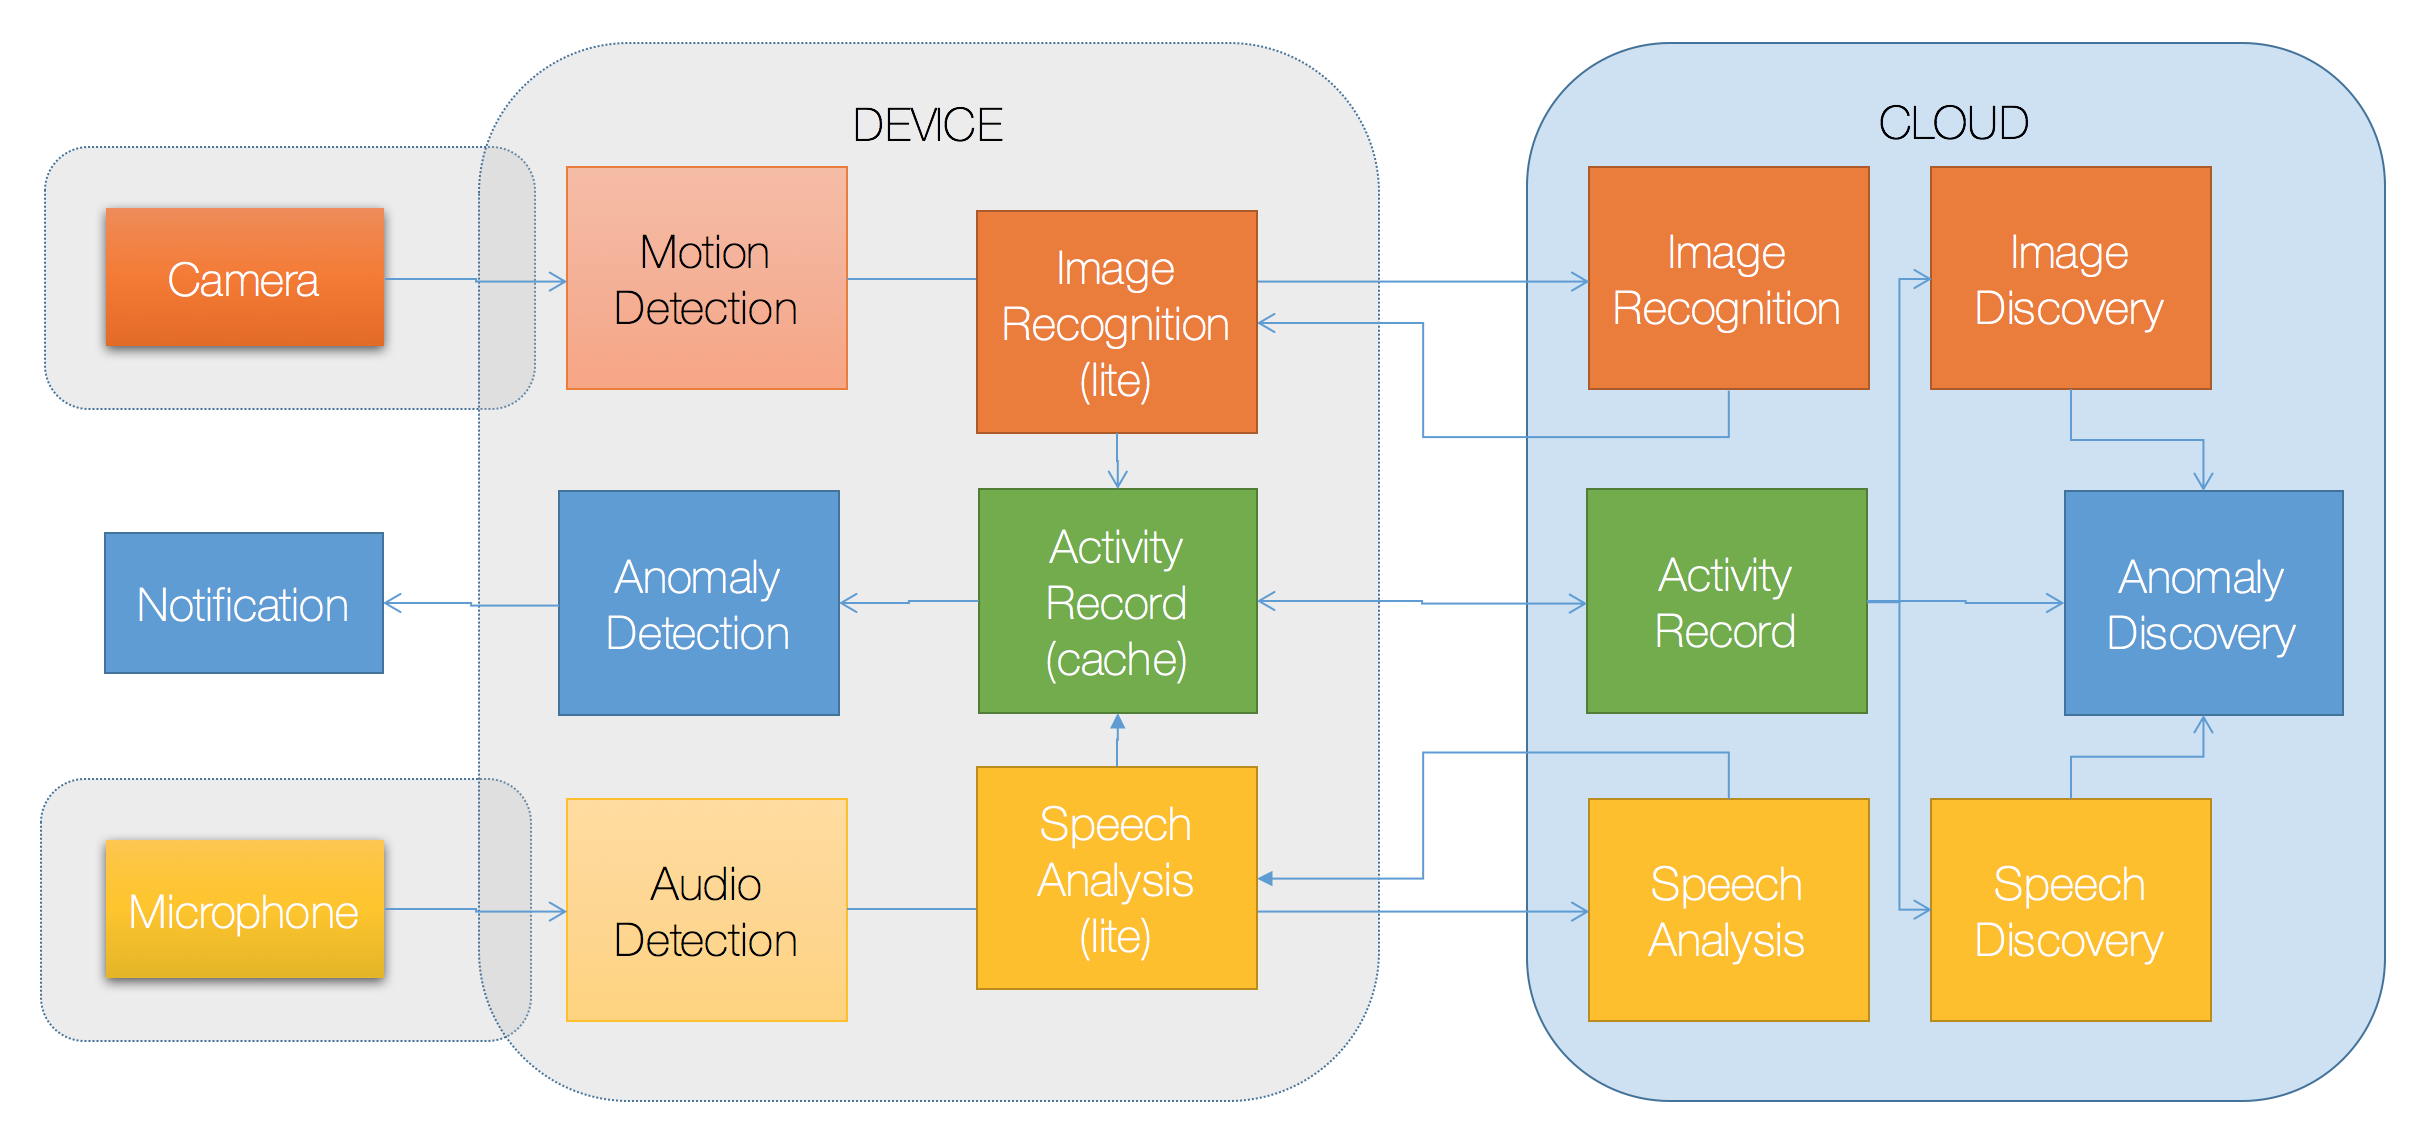 DEVICE
CLOUD
Camera
Motion
Detection
Image
Recognition
(lite)
Image
Recognition
Image
Discovery
Notification
Anomaly
Detection
Activity
Record
(cache)
Activity
Record
Anomaly
Discovery
Microphone
Audio
Detection
Speech
Analysis
(lite)
Speech
Analysis
Speech
Discovery